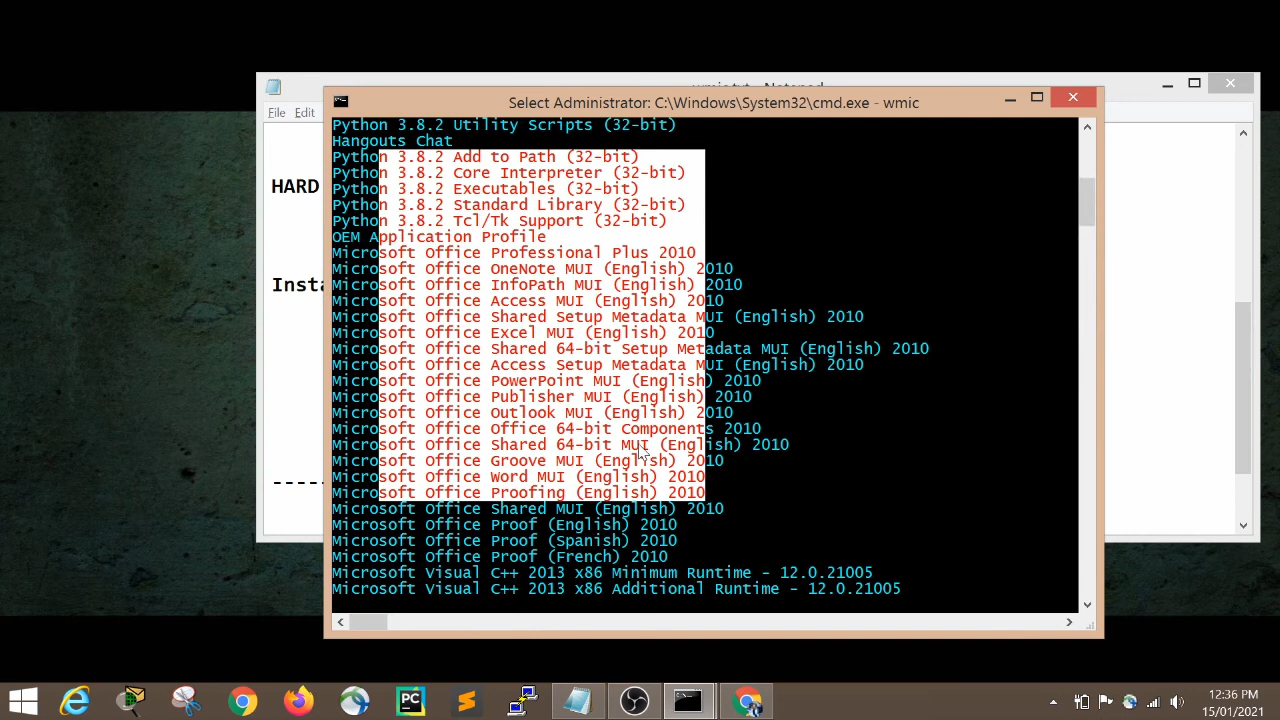 wmic.txt - Notepad
Select Administrator: C:\Windows\System32\cmd.exe - wmic
File Edit
HARD
Insta
-----
Python 3.8.2 Utility Scripts (32-bit)
Hangouts Chat
Python 3.8.2 Add to Path (32-bit)
Python 3.8.2 Core Interpreter (32-bit)
Python 3.8.2 Executables (32-bit)
Python 3.8.2 Standard Library (32-bit)
Python 3.8.2 Tcl/Tk Support (32-bit)
OEM Application Profile
Microsoft Office Professional Plus 2010
Microsoft Office OneNote MUI (English) 2010
Microsoft Office InfoPath MUI (English) 2010
Microsoft Office Access MUI (English) 2010
Microsoft Office Shared Setup Metadata MUI (English) 2010
Microsoft Office Excel MUI (English) 2010
Microsoft Office Shared 64-bit Setup Metadata MUI (English) 2010
Microsoft Office Access Setup Metadata MUI (English) 2010
Microsoft Office PowerPoint MUI (English) 2010
Microsoft Office Publisher MUI (English) 2010
Microsoft Office Outlook MUI (English) 2010
Microsoft Office Office 64-bit Components 2010
Microsoft Office Shared 64-bit MUI (English) 2010
Microsoft Office Groove MUI (English) 2010
Microsoft Office Word MUI (English) 2010
Microsoft Office Proofing (English) 2010
Microsoft Office Shared MUI (English) 2010
Microsoft Office Proof (English) 2010
Microsoft Office Proof (Spanish) 2010
Microsoft Office Proof (French) 2010
Microsoft Visual C++ 2013 x86 Minimum Runtime - 12.0.21005
Microsoft Visual C++ 2013 x86 Additional Runtime - 12.0.21005
PC
12:36 PM
15/01/2021